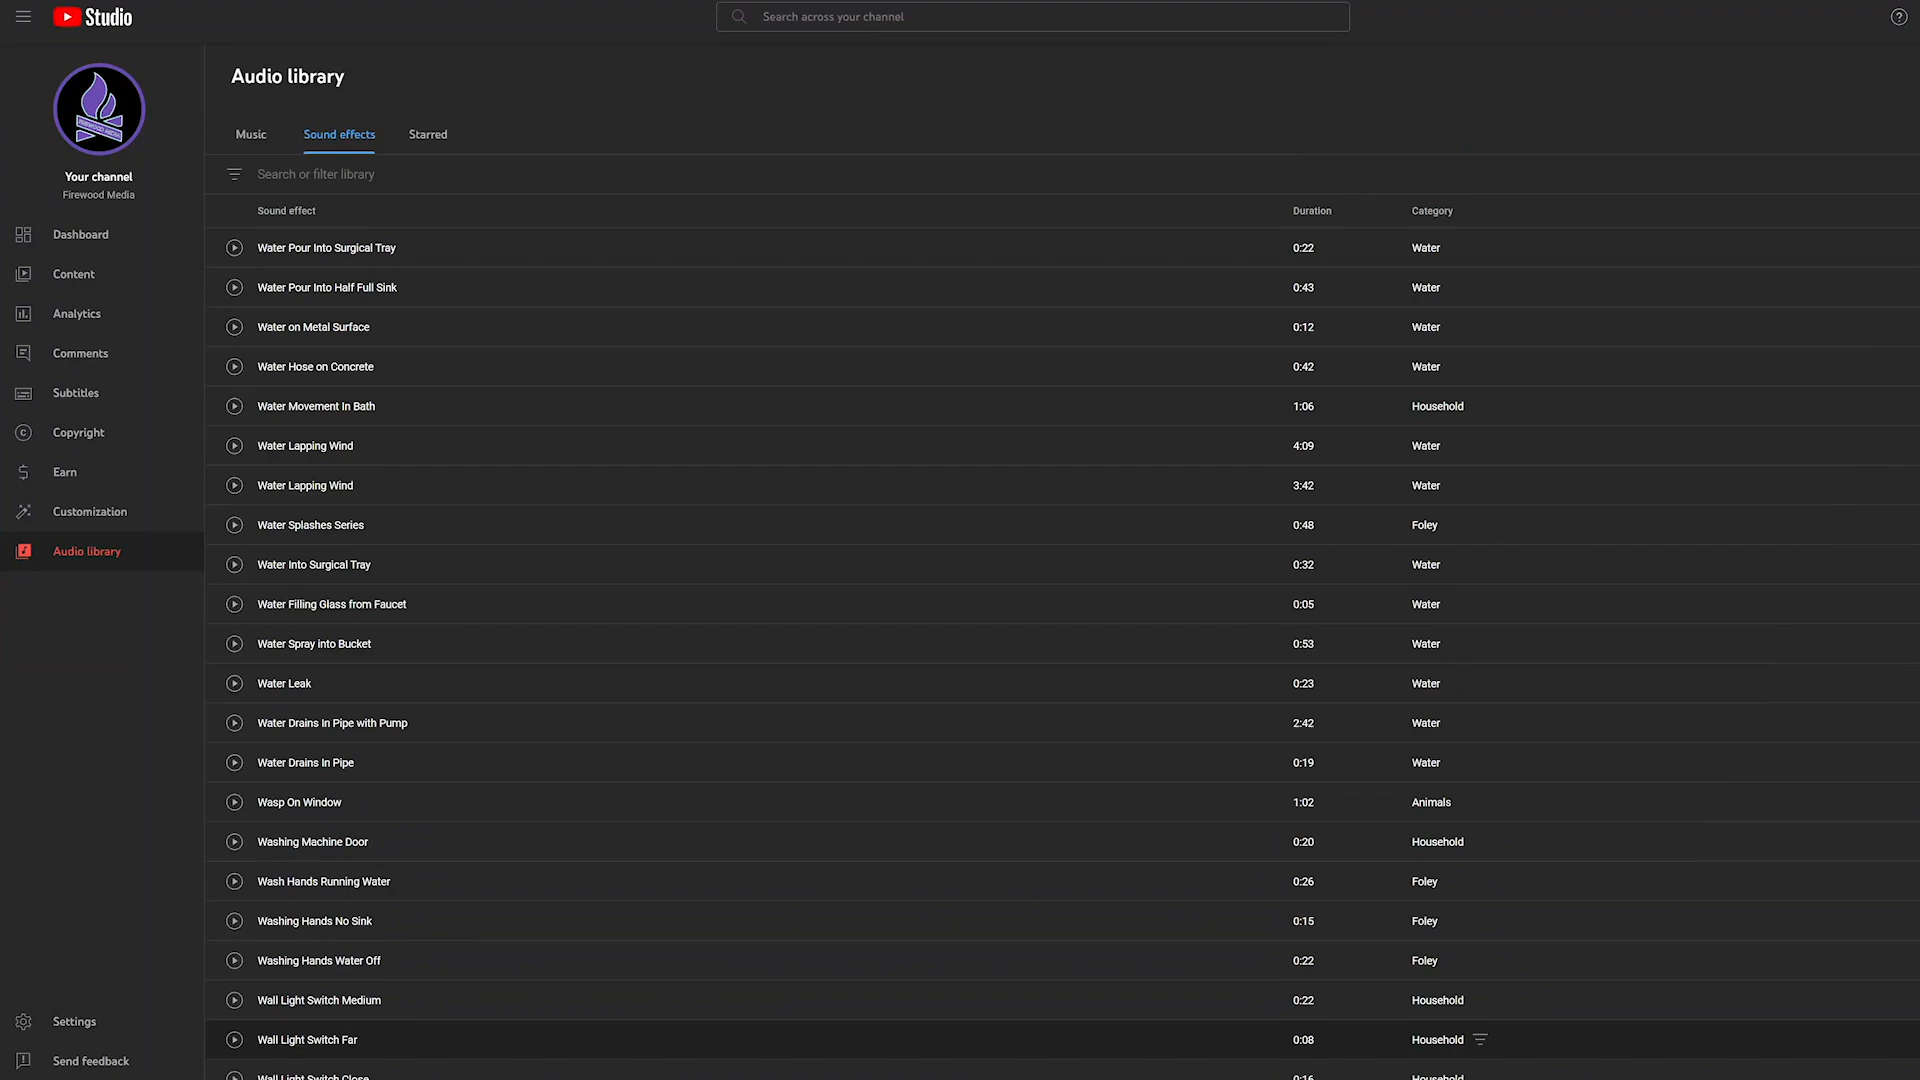 Studio
Search across your channel
FIREWOOD MEDIA
Your channel
Firewood Media
Dashboard
Content
Analytics
Comments
Subtitles
Copyright
Earn
Customization
Audio library
Settings
Send feedback
Audio library
Music Sound effects Starred
Search or filter library
Sound effect Duration Category
Water Pour Into Surgical Tray 0:22 Water
Water Pour Into Half Full Sink 0:43 Water
Water on Metal Surface 0:12 Water
Water Hose on Concrete 0:42 Water
Water Movement In Bath 1:06 Household
Water Lapping Wind 4:09 Water
Water Lapping Wind 3:42 Water
Water Splashes Series 0:48 Foley
Water Into Surgical Tray 0:32 Water
Water Filling Glass from Faucet 0:05 Water
Water Spray into Bucket 0:53 Water
Water Leak 0:23 Water
Water Drains In Pipe with Pump 2:42 Water
Water Drains In Pipe 0:19 Water
Wasp On Window 1:02 Animals
Washing Machine Door 0:20 Household
Wash Hands Running Water 0:26 Foley
Washing Hands No Sink 0:15 Foley
Washing Hands Water Off 0:22 Foley
Wall Light Switch Medium 0:22 Household
Wall Light Switch Far 0:08 Household
Wall Light Switch Close 0:16 Household